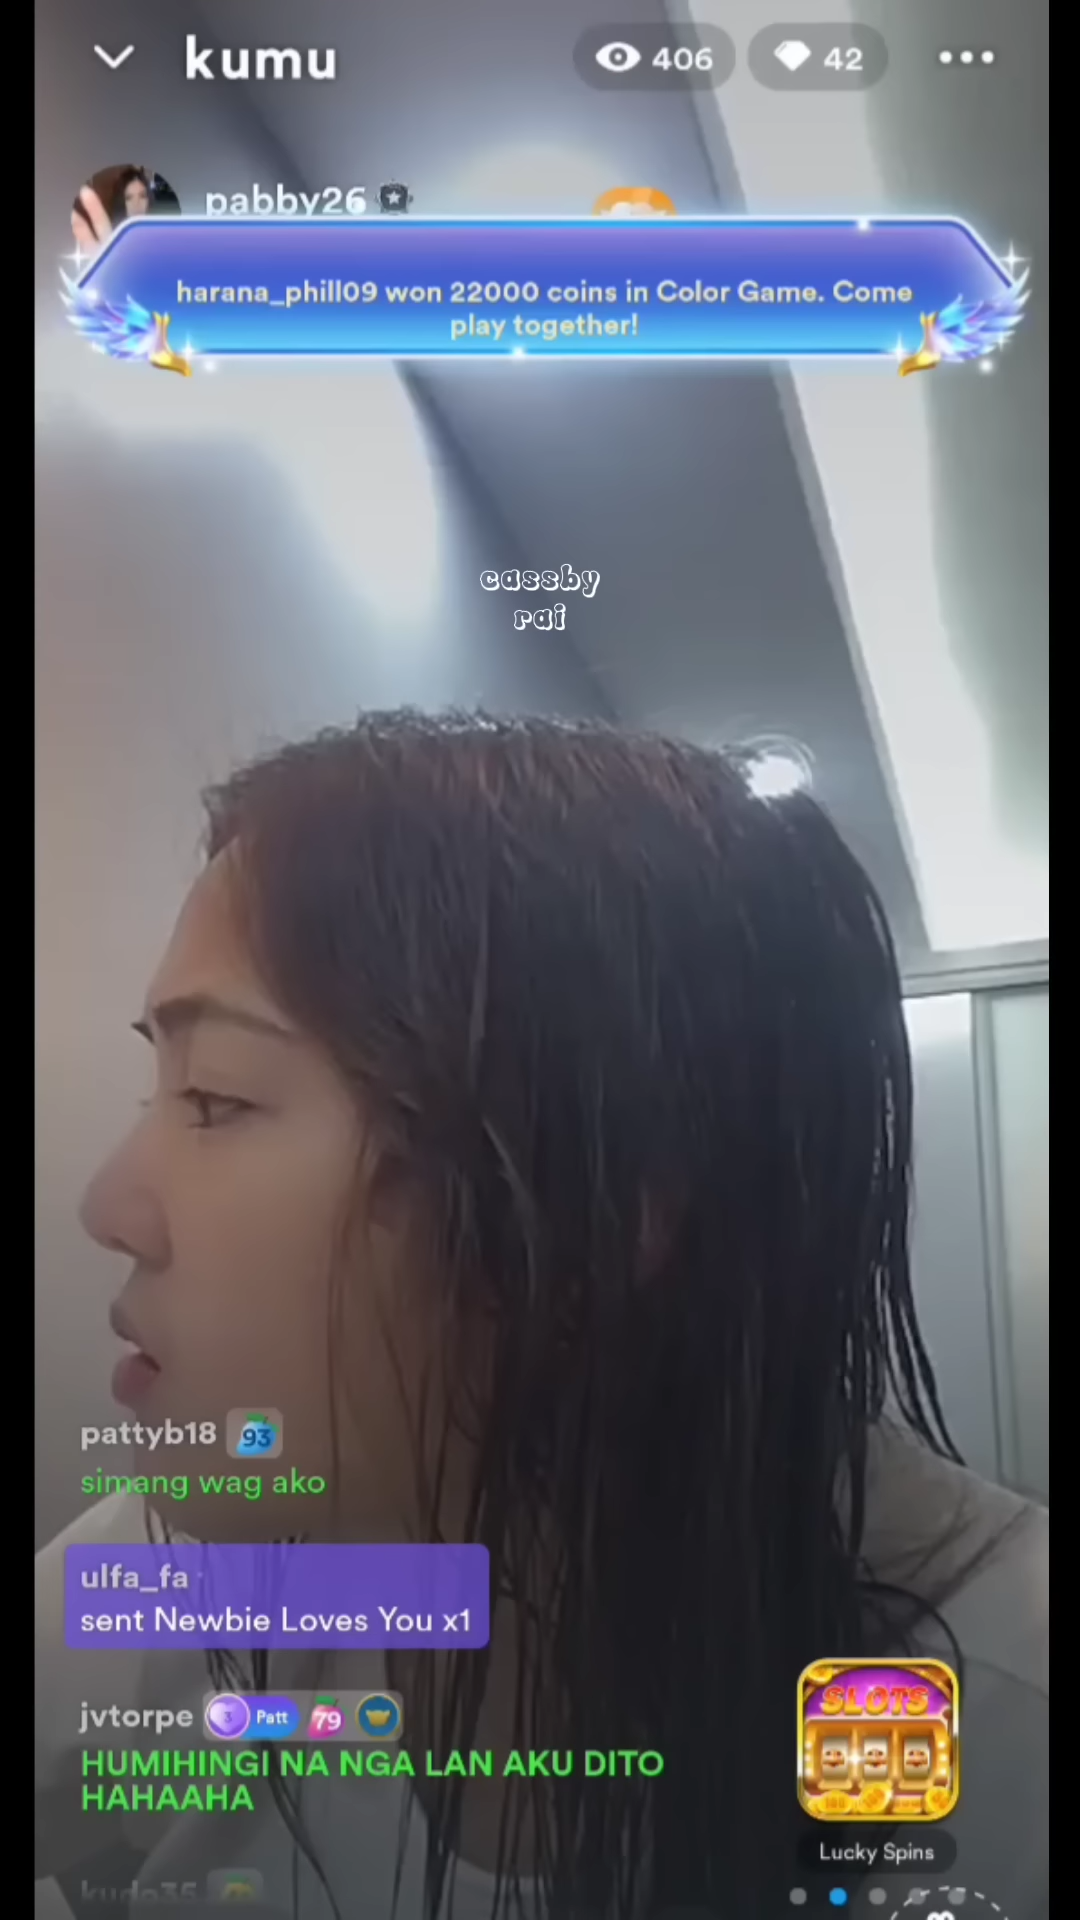 kumu
406
42
pabby26
harana_phill09 won 22000 coins in Color Game. Come
play together!
cassby
rai
pattyb18 93
simang wag ako
ulfa_fa
sent Newbie Loves You x1
jvtorpe 3 Patt 79
HUMIHINGI NA NGA LAN AKU DITO
HAHAAHA
SLOTS
Lucky Spins
kudo35